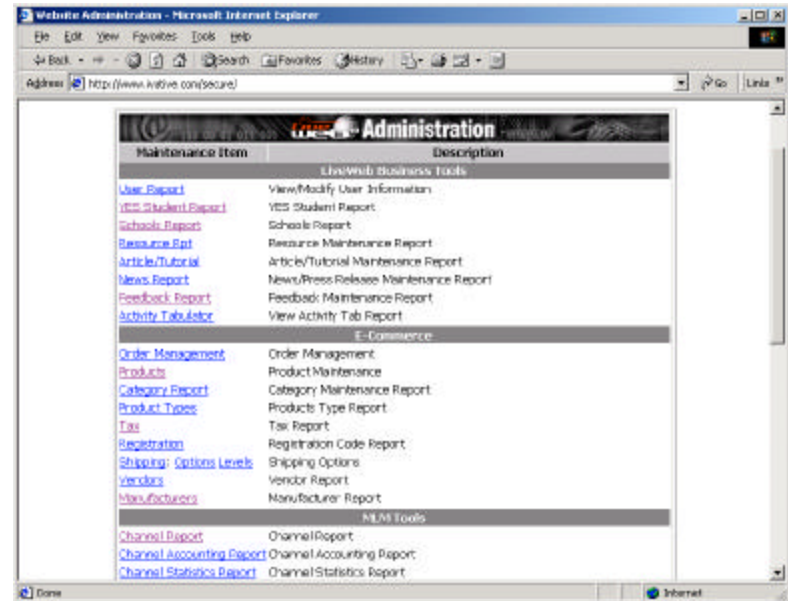 Website Administration - Microsoft Internet Explorer
File Edit View Favorites Tools Help
Back Search Favorites History
Address http://www.ivative.com/secure/ Go Links
Administration
Maintenance Item Description
LiveWeb Business Tools
User Report View/Modify User Information
YES Student Report YES Student Report
Schools Report Schools Report
Resource Rpt Resource Maintenance Report
Article/Tutorial Article/Tutorial Maintenance Report
News Report News/Press Release Maintenance Report
Feedback Report Feedback Maintenance Report
Activity Tabulator View Activity Tab Report
E-Commerce
Order Management Order Management
Products Product Maintenance
Category Report Category Maintenance Report
Product Types Products Type Report
Tax Tax Report
Registration Registration Code Report
Shipping: Options Levels Shipping Options
Vendors Vendor Report
Manufacturers Manufacturer Report
MLM Tools
Channel Report Channel Report
Channel Accounting Report Channel Accounting Report
Channel Statistics Report Channel Statistics Report
Done Internet